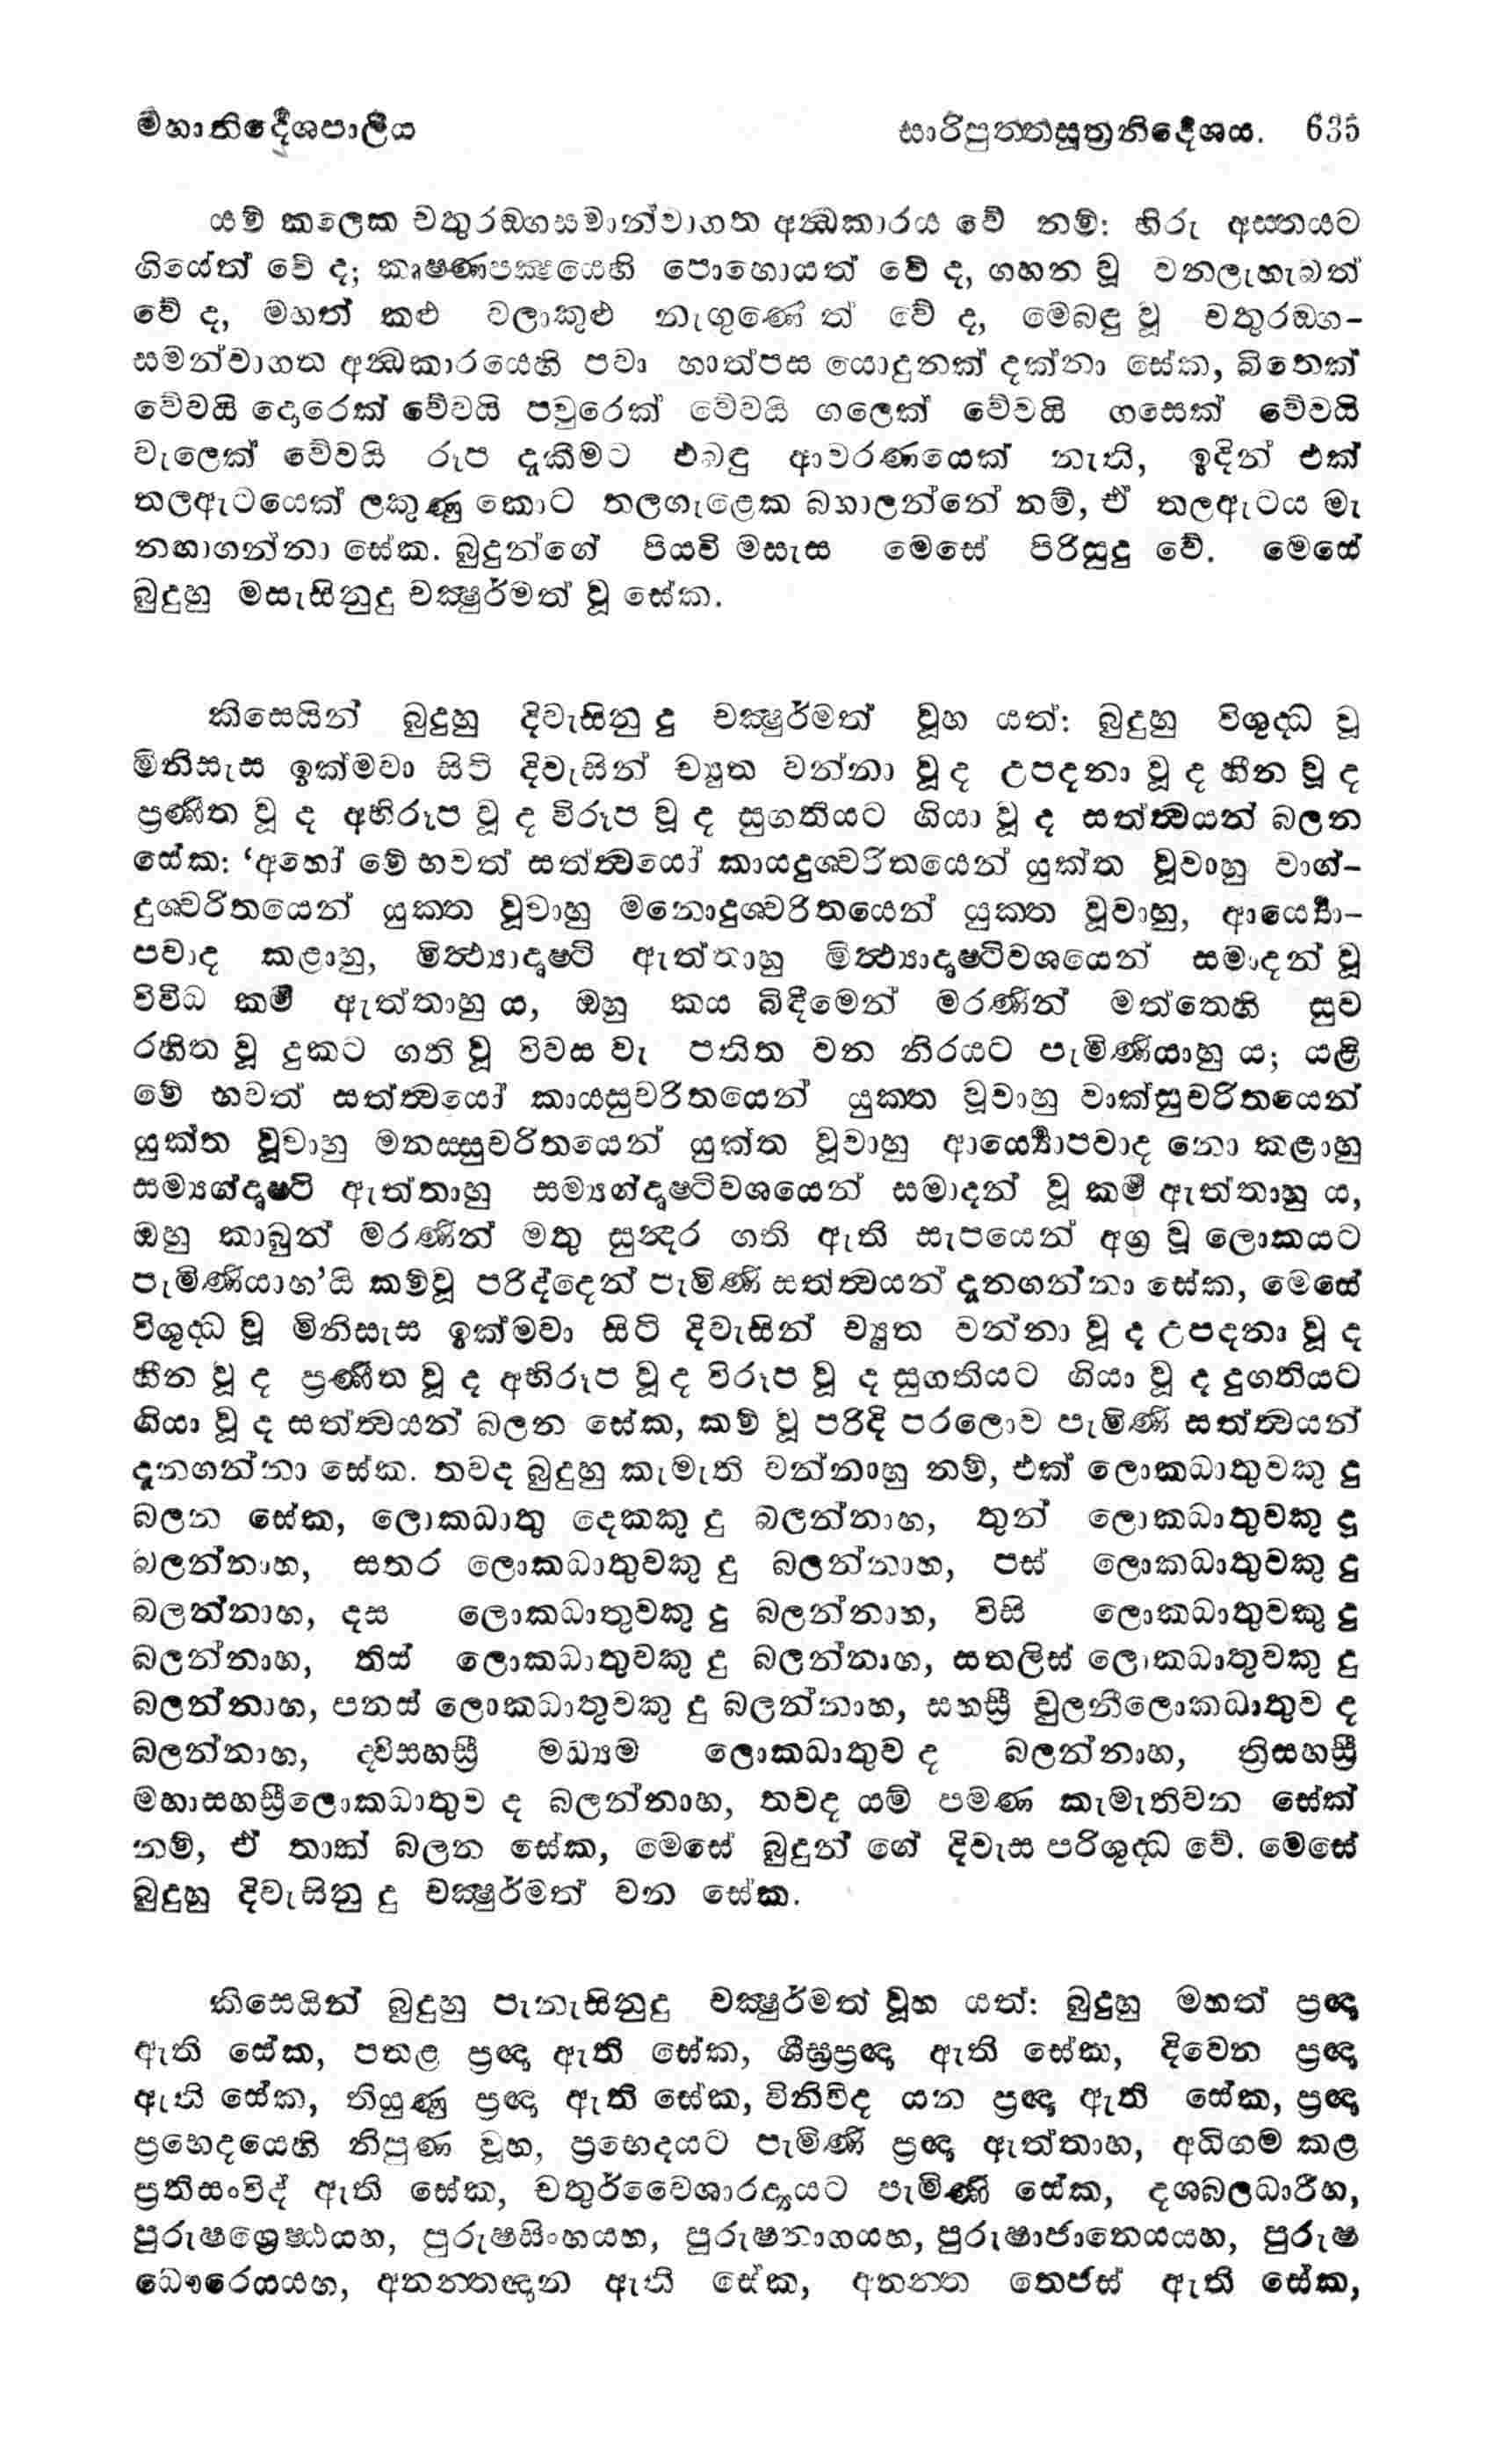 මහානිර්‍දේශපාලිය සාරිපුත්තසූත්‍රනිර්‍දේශය. 635
යම් කලෙක චතුරඞ්ගසමාන්වාගත අන්‍ධකාරය වේ නම්: හිරු අස්තයට
ගියේත් වේ ද; කෘෂ්ණපක්‍ෂයෙහි පොහොයත් වේ ද, ගහන වූ වනලැහැබත්
වේ ද, මහත් කළු වලාකුළු නැගුණේ ත් වේ ද, මෙබඳු වූ චතුරඞ්ග-
සමන්වාගත අන්‍ධකාරයෙහි පවා හාත්පස යොදුනක් දක්නා සේක, බිතෙක්
වේවයි දොරෙක් වේවයි පවුරෙක් වේවයි ගලෙක් වේවයි ගසෙක් වේවයි
වැලෙක් වේවයි රූප දැකීමට එබඳු ආවරණයෙක් නැති, ඉදින් එක්
තලඇටයෙක් ලකුණු කොට තලගැළෙක බහාලන්නේ නම්, ඒ තලඇටය මැ
නඟාගන්නා සේක. බුදුන්ගේ පියවි මසැස මෙසේ පිරිසුදු වේ. මෙසේ
බුදුහු මසැසිනුදු චක්‍ෂුර්මත් වූ සේක.
කිසෙයින් බුදුහු දිවැසිනු දු චක්‍ෂුර්මත් වූහ යත්: බුදුහු විශුද්ධ වූ
මිනිසැස ඉක්මවා සිටි දිවැසින් ච්‍යුත වන්නා වූ ද උපදනා වූ ද හීන වූ ද
ප්‍රණීත වූ ද අභිරූප වූ ද විරූප වූ ද සුගතියට ගියා වූ ද සත්ත්‍වයන් බලන
සේක: ‘අහෝ මේ භවත් සත්ත්‍වයෝ කායදුශ්චරිතයෙන් යුක්ත වූවාහු වාග්-
දුශ්චරිතයෙන් යුක්ත වූවාහු මනොදුශ්චරිතයෙන් යුක්ත වූවාහු, ආර්‍ය්‍යෝ-
පවාද කළාහු, මිත්‍ථ්‍යාදෘෂ්ටි ඇත්තාහු මිත්‍ථ්‍යාදෘෂ්ටිවශයෙන් සමාදන් වූ
විවිධ කර්‍ම ඇත්තාහු ය, ඔහු කය බිඳීමෙන් මරණින් මත්තෙහි සුව
රහිත වූ දුකට ගති වූ විවස වැ පතිත වන නිරයට පැමිණියාහු ය; යළි
මේ භවත් සත්ත්‍වයෝ කායසුචරිතයෙන් යුක්ත වූවාහු වාක්සුචරිතයෙන්
යුක්ත වූවාහු මනස්සුචරිතයෙන් යුක්ත වූවාහු ආර්‍ය්‍යෝපවාද නො කළාහු
සම්‍යග්දෘෂ්ටි ඇත්තාහු සම්‍යග්දෘෂ්ටිවශයෙන් සමාදන් වූ කර්‍ම ඇත්තාහු ය,
ඔහු කාබුන් මරණින් මතු සුන්‍දර ගති ඇති සැපයෙන් අග්‍ර වූ ලොකයට
පැමිණියාහ’යි කම්වූ පරිද්දෙන් පැමිණි සත්ත්‍වයන් දැනගන්නා සේක, මෙසේ
විශුද්ධ වූ මිනිසැස ඉක්මවා සිටි දිවැසින් ච්‍යුත වන්නා වූ ද උපදනා වූ ද
හීන වූ ද ප්‍රණීත වූ ද අභිරූප වූ ද විරූප වූ ද සුගතියට ගියා වූ ද දුගතියට
ගියා වූ ද සත්ත්‍වයන් බලන සේක, කම් වූ පරිදි පරලොව පැමිණි සත්ත්‍වයන්
දැනගන්නා සේක. තවද බුදුහු කැමැති වන්නාහු නම්, එක් ලොකධාතුවකු දු
බලන සේක, ලොකධාතු දෙකකු දු බලන්නාහ, තුන් ලොකධාතුවකු දු
බලන්නාහ, සතර ලොකධාතුවකු දු බලන්නාහ, පස් ලොකධාතුවකු දු
බලන්නාහ, දස ලොකධාතුවකු දු බලන්නාහ, විසි ලොකධාතුවකු දු
බලන්නාහ, තිස් ලොකධාතුවකු දු බලන්නාහ, සතලිස් ලොකධාතුවකු දු
බලන්නාහ, පනස් ලොකධාතුවකු දු බලන්නාහ, සහස්‍රී චුලනීලොකධාතුව ද
බලන්නාහ, ද්විසහස්‍රී මධ්‍යම ලොකධාතුව ද බලන්නාහ, ත්‍රිසහස්‍රී
මහාසහස්‍රීලොකධාතුව ද බලන්නාහ, තවද යම් පමණ කැමැතිවන සේක්
නම්, ඒ තාක් බලන සේක, මෙසේ බුදුන් ගේ දිවැස පරිශුද්ධ වේ. මෙසේ
බුදුහු දිවැසිනු දු චක්‍ෂුර්මත් වන සේක.
කිසෙයින් බුදුහු පැනැසිනුදු චක්‍ෂුර්මත් වූහ යත්: බුදුහු මහත් ප්‍රඥා
ඇති සේක, පතළ ප්‍රඥා ඇති සේක, ශීඝ්‍රප්‍රඥා ඇති සේක, දිවෙන ප්‍රඥා
ඇති සේක, තියුණු ප්‍රඥා ඇති සේක, විනිවිද යන ප්‍රඥා ඇති සේක, ප්‍රඥා
ප්‍රභෙදයෙහි නිපුණ වූහ, ප්‍රභෙදයට පැමිණි ප්‍රඥා ඇත්තාහ, අධිගම කළ
ප්‍රතිසංවිද් ඇති සේක, චතුර්වෛශාරද්‍යයට පැමිණි සේක, දශබලධාරීහ,
පුරුෂශ්‍රෙෂ්ඨයහ, පුරුෂසිංහයහ, පුරුෂනාගයහ, පුරුෂාජානෙයයහ, පුරුෂ
ධෞරෙයයහ, අනන්තඥාන ඇති සේක, අනන්ත තෙජස් ඇති සේක,